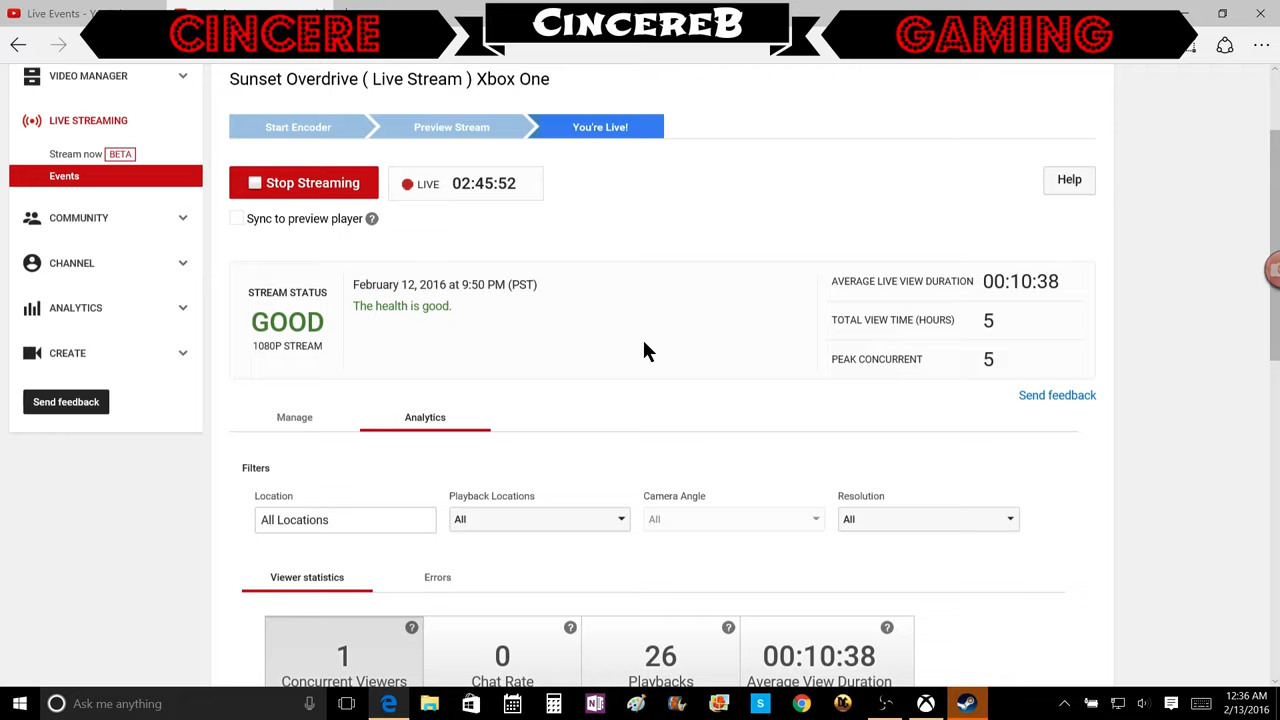 CINCERE
CINCEREB
GAMING
VIDEO MANAGER
LIVE STREAMING
Stream now BETA
Events
COMMUNITY
CHANNEL
ANALYTICS
CREATE
Send feedback
Sunset Overdrive ( Live Stream ) Xbox One
Start Encoder
Preview Stream
You're Live!
Stop Streaming
LIVE 02:45:52
Help
Sync to preview player ?
STREAM STATUS
GOOD
1080P STREAM
February 12, 2016 at 9:50 PM (PST)
The health is good.
AVERAGE LIVE VIEW DURATION 00:10:38
TOTAL VIEW TIME (HOURS) 5
PEAK CONCURRENT 5
Send feedback
Manage
Analytics
Filters
Location
Playback Locations
Camera Angle
Resolution
All Locations
All
All
All
Viewer statistics
Errors
1
Concurrent Viewers
0
Chat Rate
26
Playbacks
00:10:38
Average View Duration
Ask me anything
12:36 AM
2/13/2016